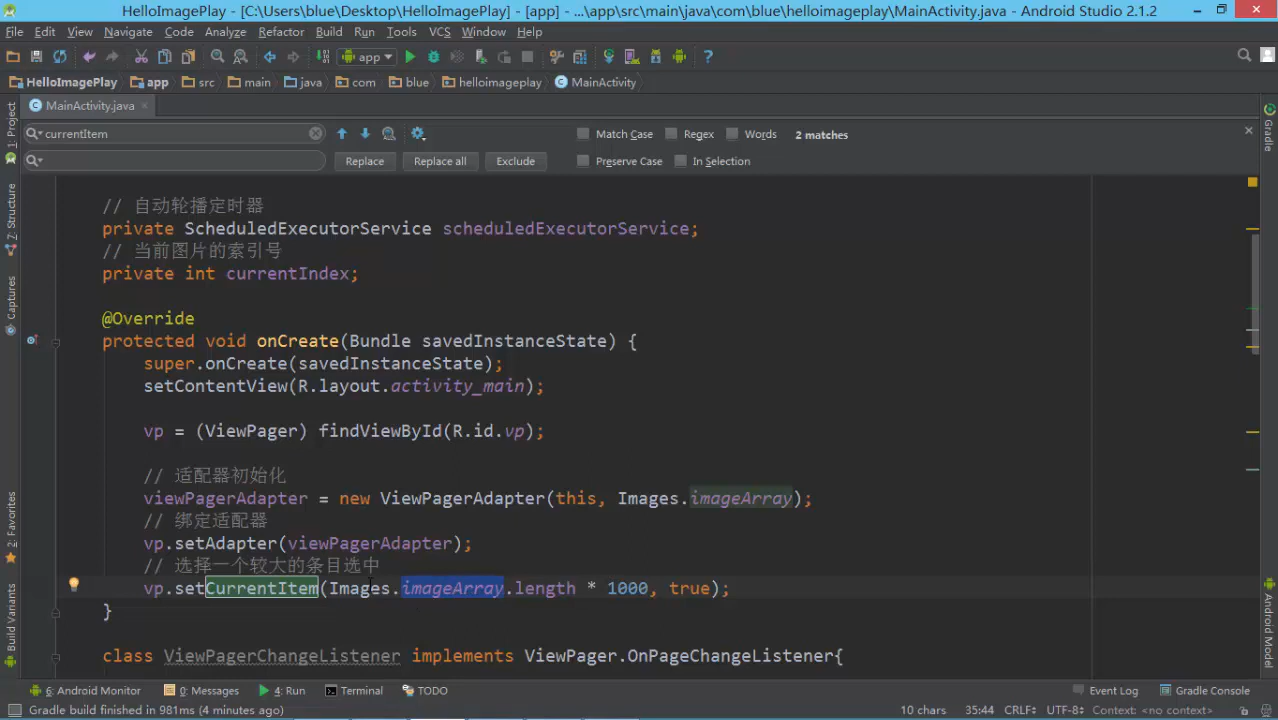 HelloImagePlay - [C:\Users\blue\Desktop\HelloImagePlay] - [app] - ...\app\src\main\java\com\blue\helloimageplay\MainActivity.java - Android Studio 2.1.2
File Edit View Navigate Code Analyze Refactor Build Run Tools VCS Window Help
app
HelloImagePlay app src main java com blue helloimageplay MainActivity
MainActivity.java
currentItem Match Case Regex Words 2 matches
Replace Replace all Exclude Preserve Case In Selection
// 自动轮播定时器
private ScheduledExecutorService scheduledExecutorService;
// 当前图片的索引号
private int currentIndex;
@Override
protected void onCreate(Bundle savedInstanceState) {
super.onCreate(savedInstanceState);
setContentView(R.layout.activity_main);
vp = (ViewPager) findViewById(R.id.vp);
// 适配器初始化
viewPagerAdapter = new ViewPagerAdapter(this, Images.imageArray);
// 绑定适配器
vp.setAdapter(viewPagerAdapter);
// 选择一个较大的条目选中
vp.setCurrentItem(Images.imageArray.length * 1000, true);
}
class ViewPagerChangeListener implements ViewPager.OnPageChangeListener{
1: Project
7: Structure
Captures
2: Favorites
Build Variants
Gradle
Android Model
6: Android Monitor 0: Messages 4: Run Terminal TODO Event Log Gradle Console
Gradle build finished in 981ms (4 minutes ago) 10 chars 35:44 CRLF÷ UTF-8÷ Context: <no context>